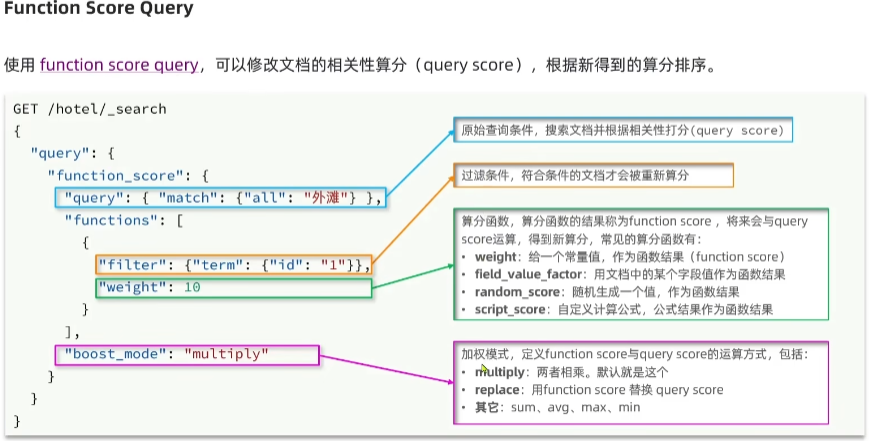 Function Score Query
使用 function score query，可以修改文档的相关性算分（query score），根据新得到的算分排序。
GET /hotel/_search
{
"query": {
"function_score": {
"query": { "match": {"all": "外滩"} },
"functions": [
{
"filter": {"term": {"id": "1"}},
"weight": 10
}
],
"boost_mode": "multiply"
}
}
}
原始查询条件，搜索文档并根据相关性打分(query score)
过滤条件，符合条件的文档才会被重新算分
算分函数，算分函数的结果称为function score ，将来会与query
score运算，得到新算分，常见的算分函数有：
• weight：给一个常量值，作为函数结果（function score）
• field_value_factor：用文档中的某个字段值作为函数结果
• random_score：随机生成一个值，作为函数结果
• script_score：自定义计算公式，公式结果作为函数结果
加权模式，定义function score与query score的运算方式，包括：
• multiply：两者相乘。默认就是这个
• replace：用function score 替换 query score
• 其它：sum、avg、max、min